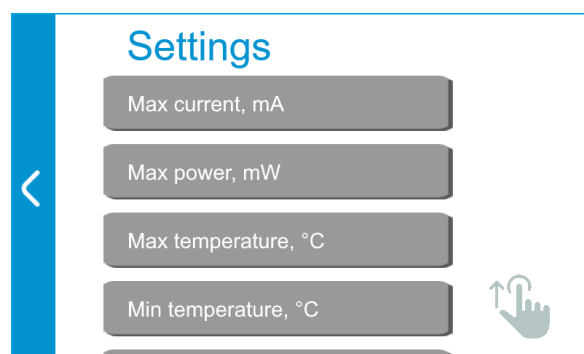 Settings
Max current, mA
Max power, mW
Max temperature, °C
Min temperature, °C